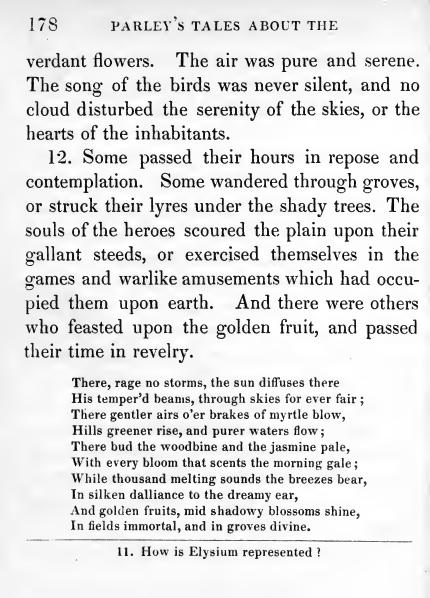 178 PARLEY'S TALES ABOUT THE
verdant flowers. The air was pure and serene.
The song of the birds was never silent, and no
cloud disturbed the serenity of the skies, or the
hearts of the inhabitants.
12. Some passed their hours in repose and
contemplation. Some wandered through groves,
or struck their lyres under the shady trees. The
souls of the heroes scoured the plain upon their
gallant steeds, or exercised themselves in the
games and warlike amusements which had occu-
pied them upon earth. And there were others
who feasted upon the golden fruit, and passed
their time in revelry.
There, rage no storms, the sun diffuses there
His temper'd beams, through skies for ever fair;
There gentler airs o'er brakes of myrtle blow,
Hills greener rise, and purer waters flow;
There bud the woodbine and the jasmine pale,
With every bloom that scents the morning gale;
While thousand melting sounds the breezes bear,
In silken dalliance to the dreamy ear,
And golden fruits, mid shadowy blossoms shine,
In fields immortal, and in groves divine.
11. How is Elysium represented?